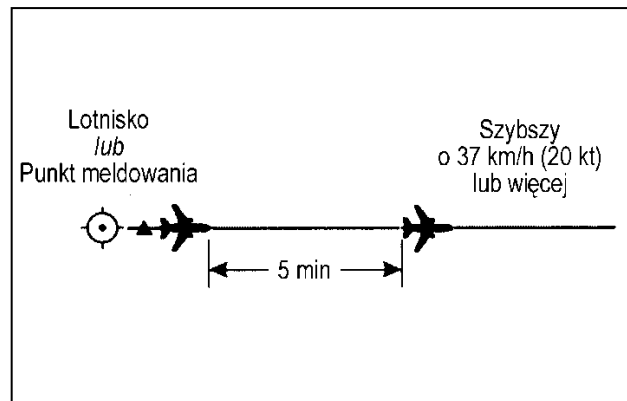 Lotnisko
lub
Punkt meldowania
Szybszy
o 37 km/h (20 kt)
lub więcej
5 min